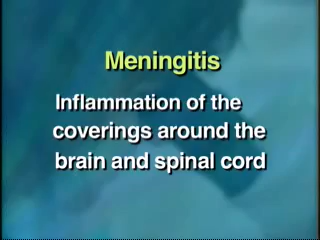 Meningitis
Inflammation of the
coverings around the
brain and spinal cord